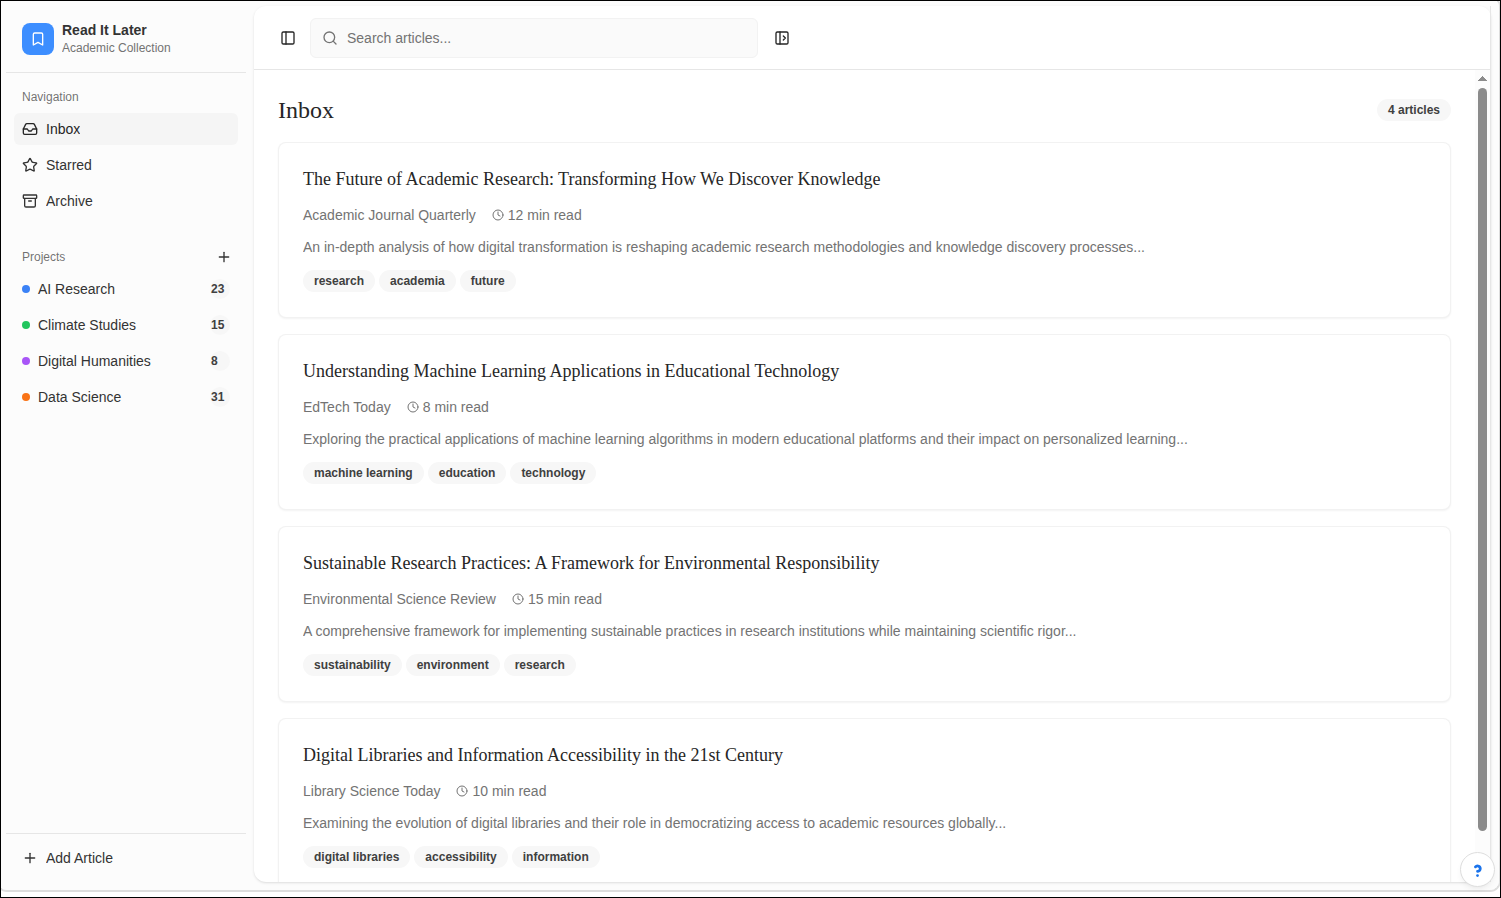 Read It Later
Academic Collection
Search articles...
Navigation
Inbox
Starred
Archive
Projects
AI Research 23
Climate Studies 15
Digital Humanities 8
Data Science 31
Add Article
Inbox
4 articles
The Future of Academic Research: Transforming How We Discover Knowledge
Academic Journal Quarterly 12 min read
An in-depth analysis of how digital transformation is reshaping academic research methodologies and knowledge discovery processes...
research academia future
Understanding Machine Learning Applications in Educational Technology
EdTech Today 8 min read
Exploring the practical applications of machine learning algorithms in modern educational platforms and their impact on personalized learning...
machine learning education technology
Sustainable Research Practices: A Framework for Environmental Responsibility
Environmental Science Review 15 min read
A comprehensive framework for implementing sustainable practices in research institutions while maintaining scientific rigor...
sustainability environment research
Digital Libraries and Information Accessibility in the 21st Century
Library Science Today 10 min read
Examining the evolution of digital libraries and their role in democratizing access to academic resources globally...
digital libraries accessibility information
?